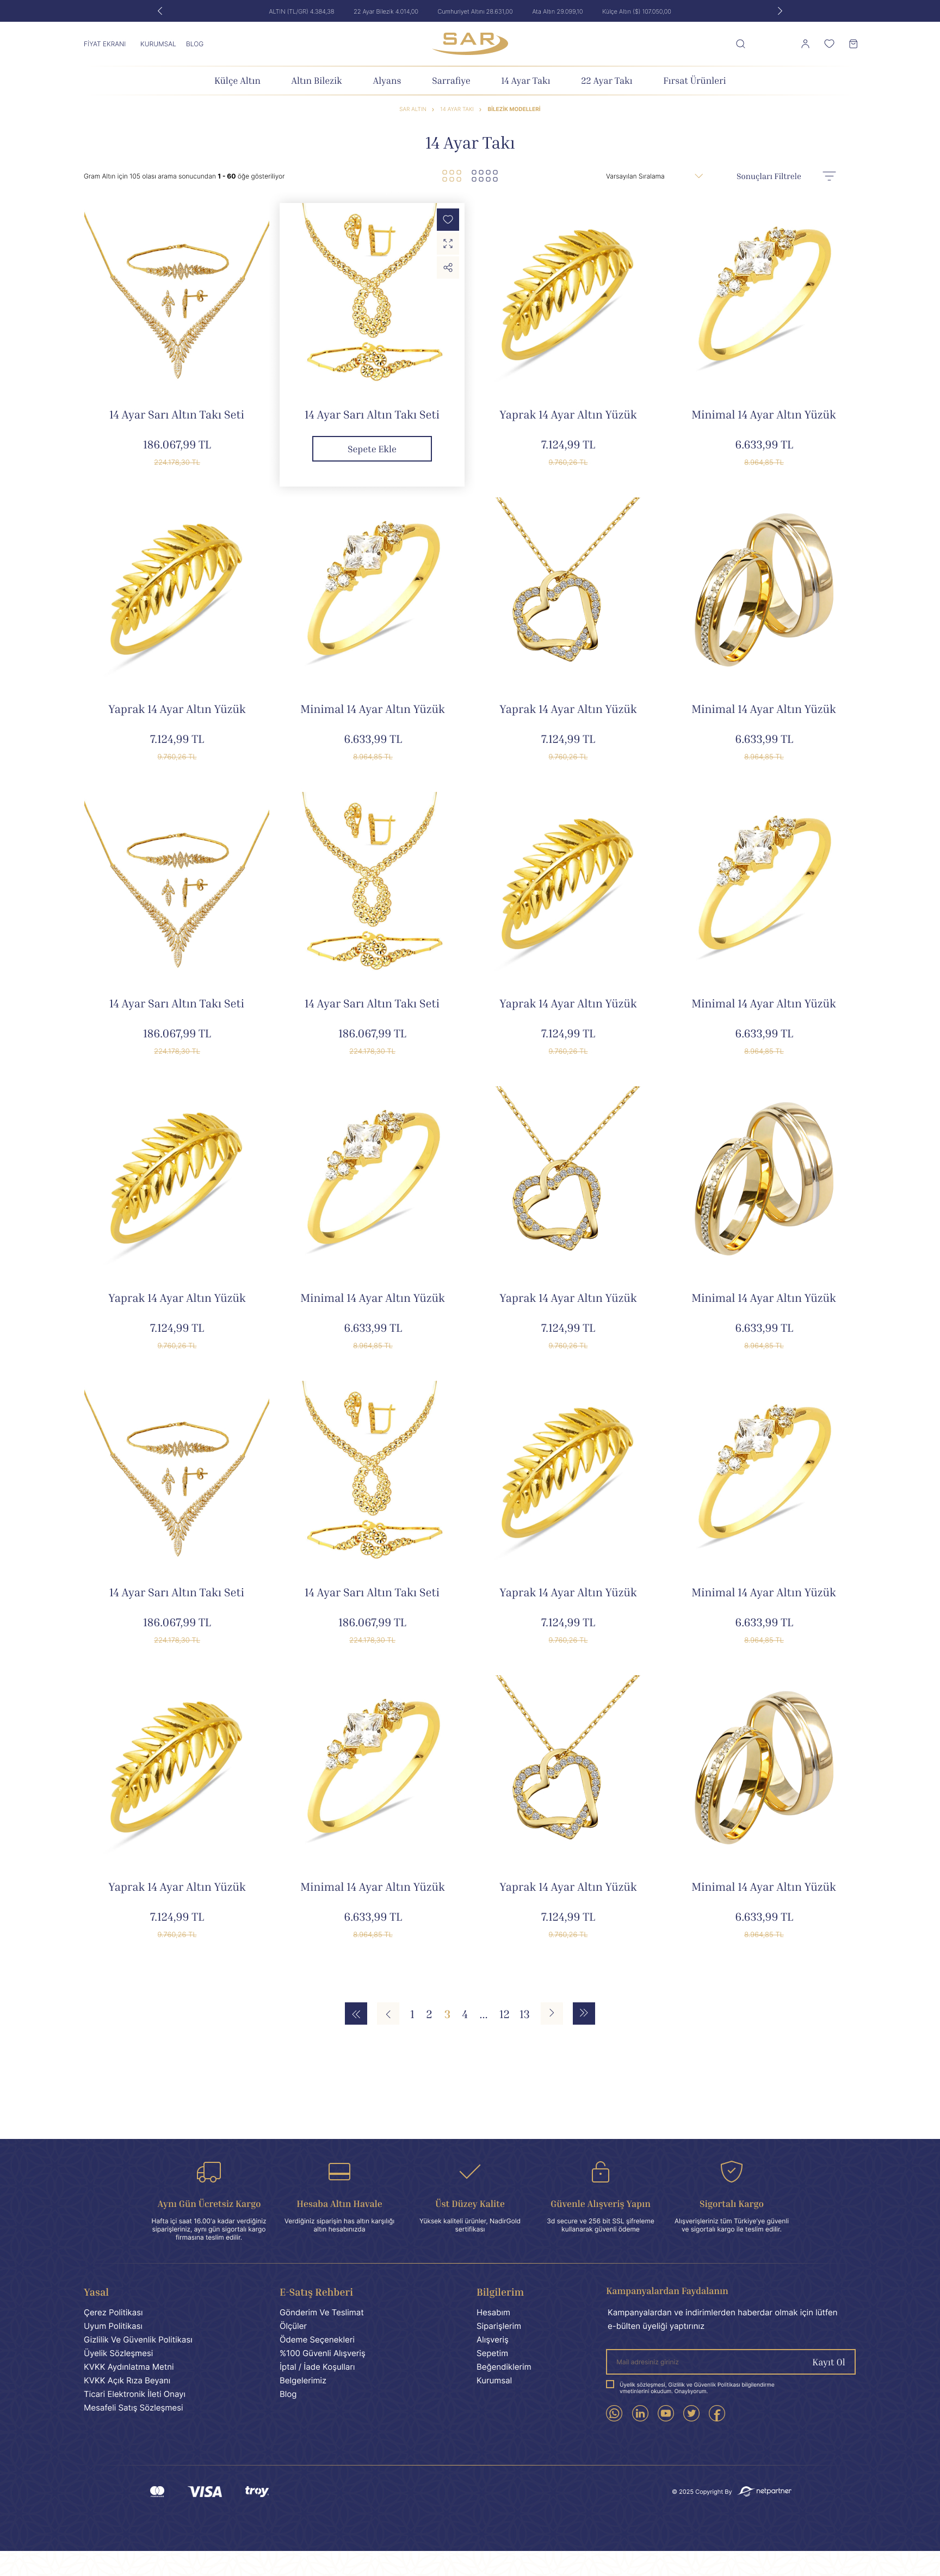 ALTIN (TL/GR) 4.384,38 22 Ayar Bilezik 4.014,00 Cumhuriyet Altını 28.631,00 Ata Altın 29.099,10 Külçe Altın ($) 107.050,00
FİYAT EKRANI KURUMSAL BLOG
SAR
Külçe Altın Altın Bilezik Alyans Sarrafiye 14 Ayar Takı 22 Ayar Takı Fırsat Ürünleri
SAR ALTIN 14 AYAR TAKI BİLEZİK MODELLERİ
14 Ayar Takı
Gram Altın için 105 olası arama sonucundan 1 - 60 öğe gösteriliyor
Varsayılan Sıralama Sonuçları Filtrele
14 Ayar Sarı Altın Takı Seti 14 Ayar Sarı Altın Takı Seti Yaprak 14 Ayar Altın Yüzük Minimal 14 Ayar Altın Yüzük
186.067,99 TL Sepete Ekle 7.124,99 TL 6.633,99 TL
224.178,30 TL 9.760,26 TL 8.964,85 TL
Yaprak 14 Ayar Altın Yüzük Minimal 14 Ayar Altın Yüzük Yaprak 14 Ayar Altın Yüzük Minimal 14 Ayar Altın Yüzük
7.124,99 TL 6.633,99 TL 7.124,99 TL 6.633,99 TL
9.760,26 TL 8.964,85 TL 9.760,26 TL 8.964,85 TL
14 Ayar Sarı Altın Takı Seti 14 Ayar Sarı Altın Takı Seti Yaprak 14 Ayar Altın Yüzük Minimal 14 Ayar Altın Yüzük
186.067,99 TL 186.067,99 TL 7.124,99 TL 6.633,99 TL
224.178,30 TL 224.178,30 TL 9.760,26 TL 8.964,85 TL
Yaprak 14 Ayar Altın Yüzük Minimal 14 Ayar Altın Yüzük Yaprak 14 Ayar Altın Yüzük Minimal 14 Ayar Altın Yüzük
7.124,99 TL 6.633,99 TL 7.124,99 TL 6.633,99 TL
9.760,26 TL 8.964,85 TL 9.760,26 TL 8.964,85 TL
14 Ayar Sarı Altın Takı Seti 14 Ayar Sarı Altın Takı Seti Yaprak 14 Ayar Altın Yüzük Minimal 14 Ayar Altın Yüzük
186.067,99 TL 186.067,99 TL 7.124,99 TL 6.633,99 TL
224.178,30 TL 224.178,30 TL 9.760,26 TL 8.964,85 TL
Yaprak 14 Ayar Altın Yüzük Minimal 14 Ayar Altın Yüzük Yaprak 14 Ayar Altın Yüzük Minimal 14 Ayar Altın Yüzük
7.124,99 TL 6.633,99 TL 7.124,99 TL 6.633,99 TL
9.760,26 TL 8.964,85 TL 9.760,26 TL 8.964,85 TL
1 2 3 4 ... 12 13
Aynı Gün Ücretsiz Kargo
Hafta içi saat 16.00'a kadar verdiğiniz
siparişleriniz, aynı gün sigortalı kargo
firmasına teslim edilir.
Hesaba Altın Havale
Verdiğiniz siparişin has altın karşılığı
altın hesabınızda
Üst Düzey Kalite
Yüksek kaliteli ürünler, NadirGold
sertifikası
Güvenle Alışveriş Yapın
3d secure ve 256 bit SSL şifreleme
kullanarak güvenli ödeme
Sigortalı Kargo
Alışverişleriniz tüm Türkiye'ye güvenli
ve sigortalı kargo ile teslim edilir.
Yasal
Çerez Politikası
Uyum Politikası
Gizlilik Ve Güvenlik Politikası
Üyelik Sözleşmesi
KVKK Aydınlatma Metni
KVKK Açık Rıza Beyanı
Ticari Elektronik İleti Onayı
Mesafeli Satış Sözleşmesi
E-Satış Rehberi
Gönderim Ve Teslimat
Ölçüler
Ödeme Seçenekleri
%100 Güvenli Alışveriş
İptal / İade Koşulları
Belgelerimiz
Blog
Bilgilerim
Hesabım
Siparişlerim
Alışveriş
Sepetim
Beğendiklerim
Kurumsal
Kampanyalardan Faydalanın
Kampanyalardan ve indirimlerden haberdar olmak için lütfen
e-bülten üyeliği yaptırınız
Mail adresinizi giriniz Kayıt Ol
Üyelik sözleşmesi, Gizlilik ve Güvenlik Politikası bilgilendirme
vmetinlerini okudum. Onaylıyorum.
VISA troy
© 2025 Copyright By netpartner